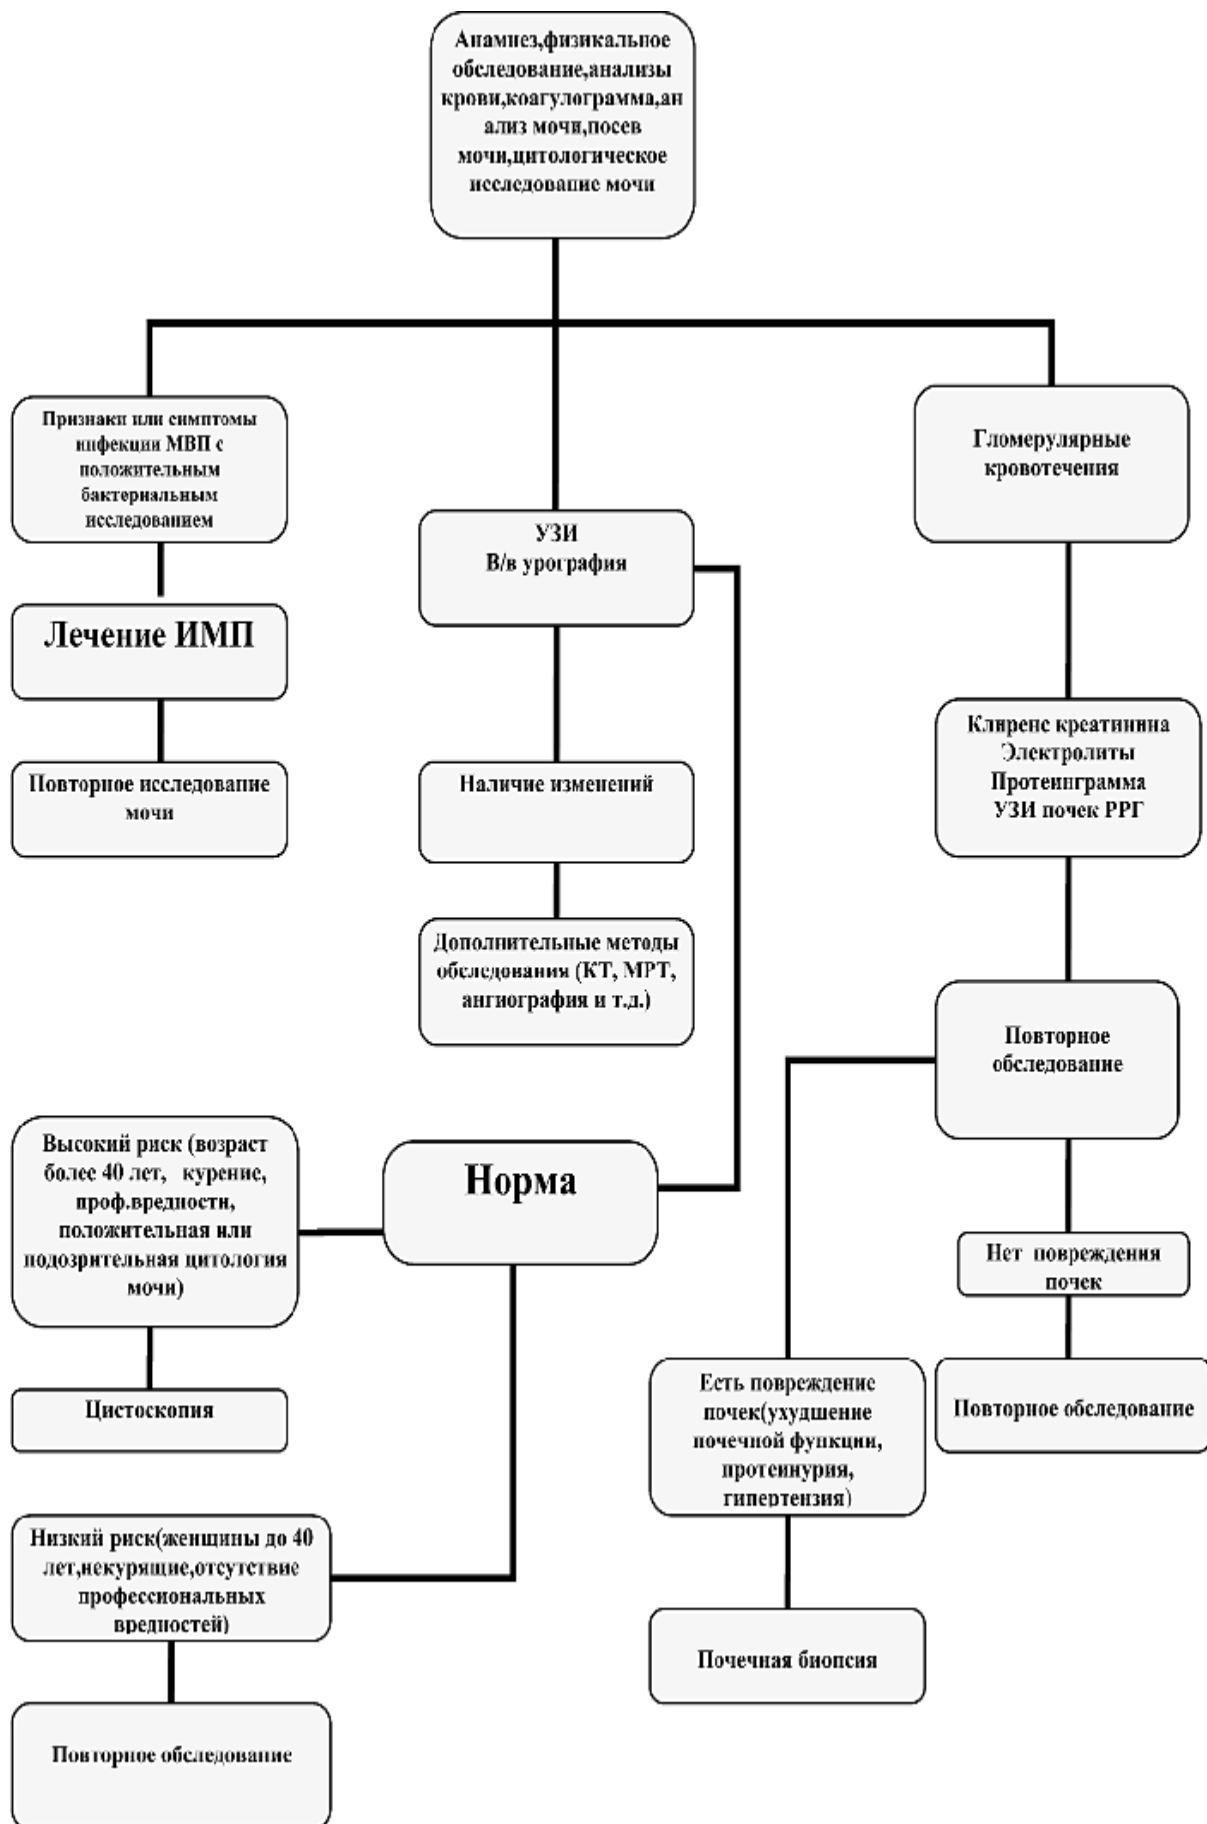 Анамнез,физикальное
обследование,анализы
крови,коагулограмма,ан
ализ мочи,посев
мочи,цитологическое
исследование мочи
Признаки или симптомы
инфекции МВП с
положительным
бактериальным
исследованием
Лечение ИМП
Повторное исследование
мочи
УЗИ
В/в урография
Наличие изменений
Дополнительные методы
обследования (КТ, МРТ,
ангиография и т.д.)
Гломерулярные
кровотечения
Клиренс креатинина
Электролиты
Протеинграмма
УЗИ почек РРГ
Повторное
обследование
Нет повреждения
почек
Повторное обследование
Есть повреждение
почек(ухудшение
почечной функции,
протеинурия,
гипертензия)
Почечная биопсия
Норма
Высокий риск (возраст
более 40 лет, курение,
проф.вредности,
положительная или
подозрительная цитология
мочи)
Цистоскопия
Низкий риск(женщины до 40
лет,некурящие,отсутствие
профессиональных
вредностей)
Повторное обследование